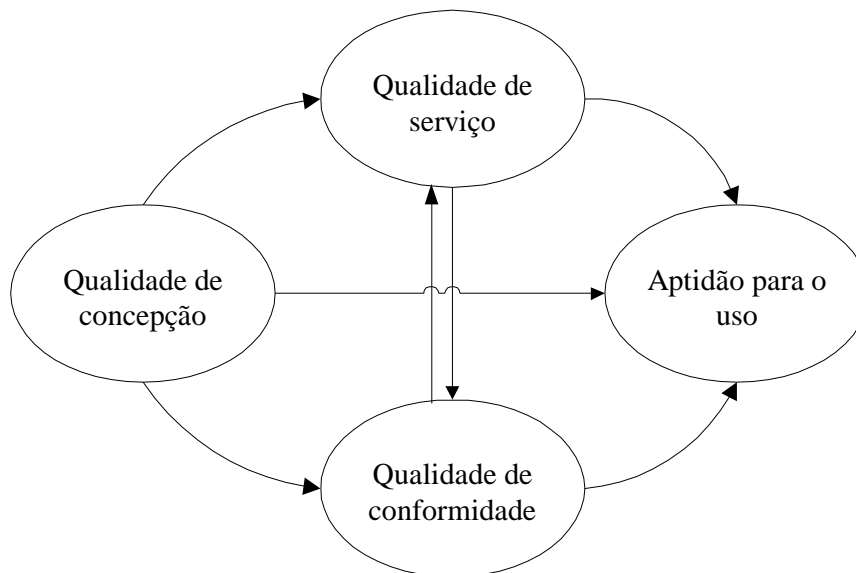 Qualidade de
serviço
Qualidade de
concepção
Aptidão para o
uso
Qualidade de
conformidade